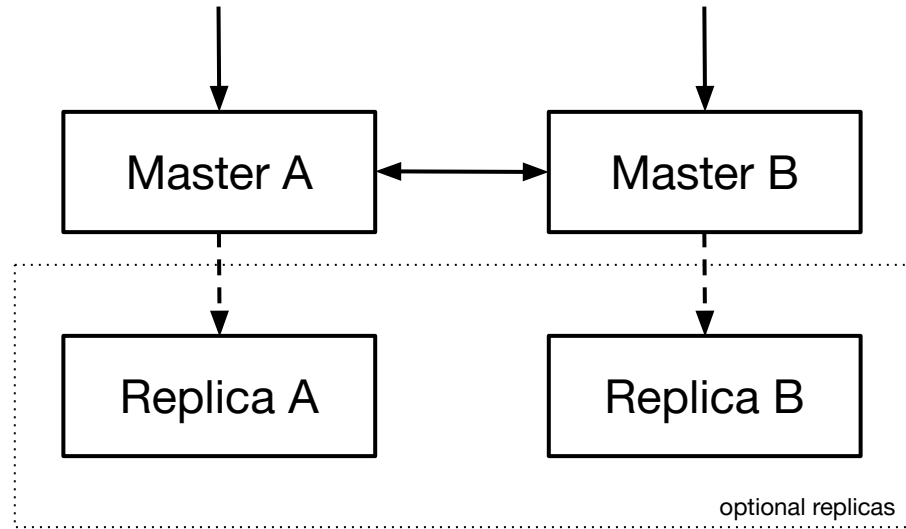 Master A
Master B
Replica A
Replica B
optional replicas